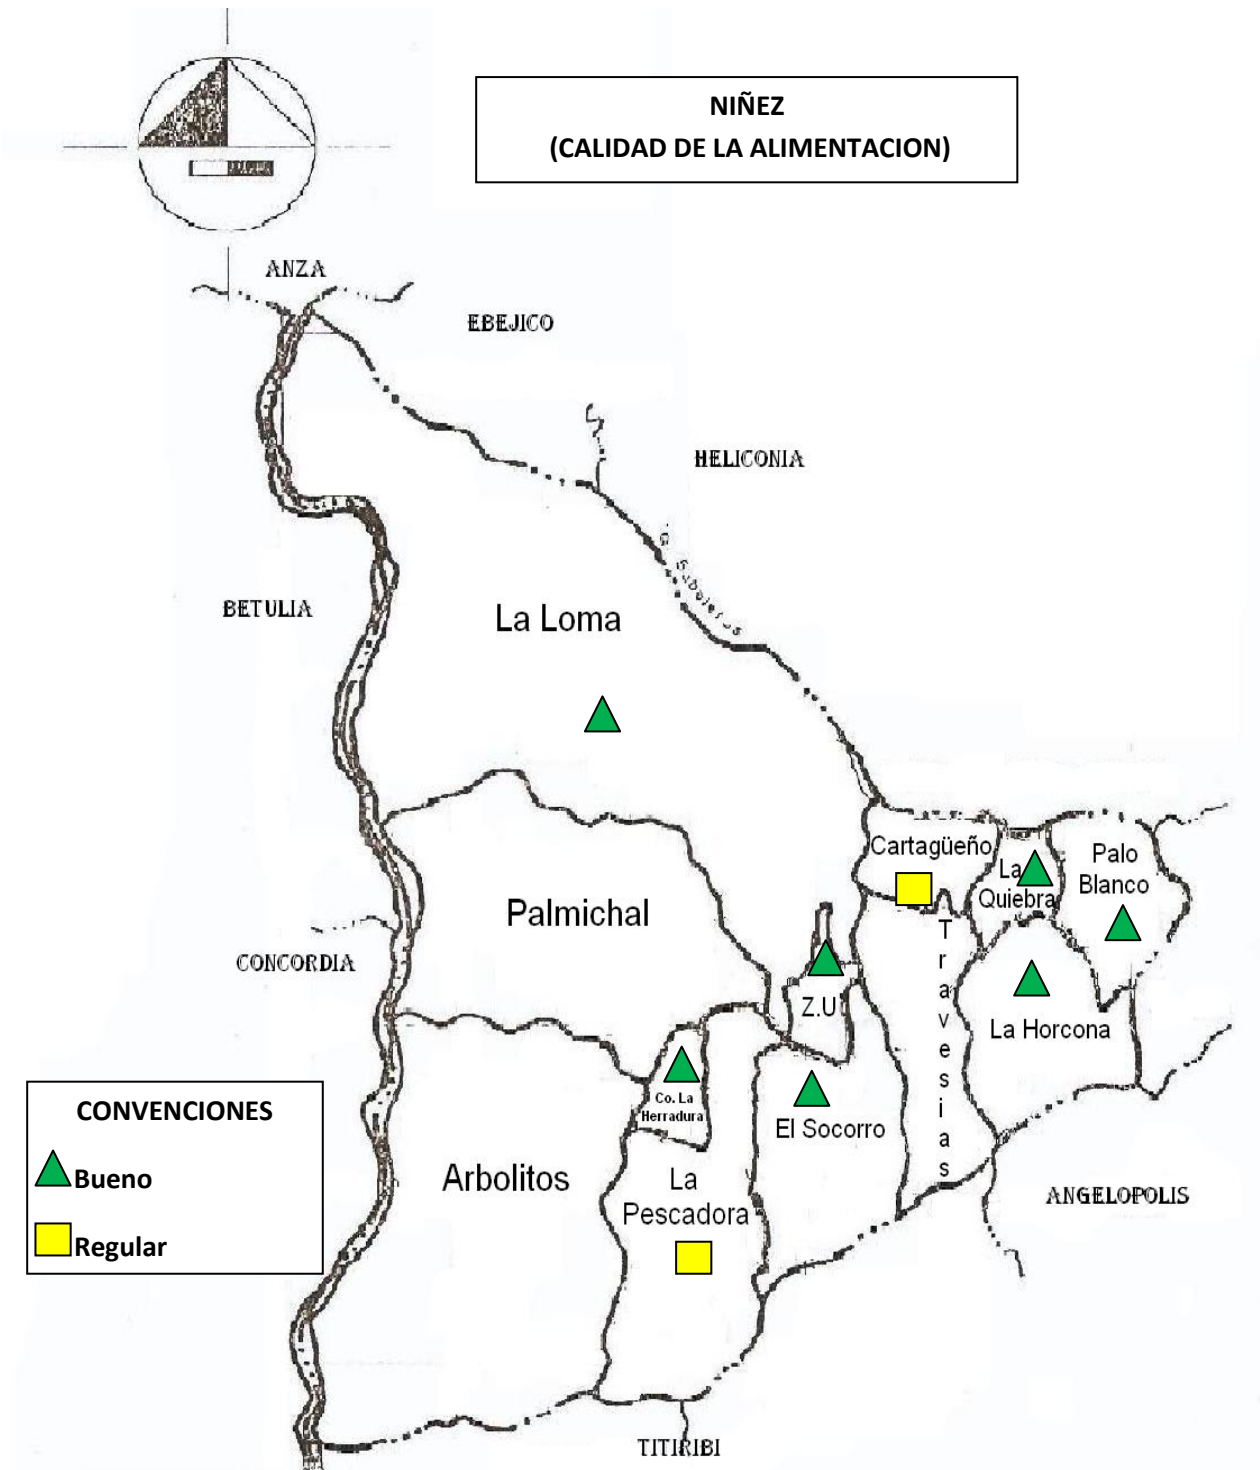 NIÑEZ
(CALIDAD DE LA ALIMENTACION)
ANZA
EBEJICO
HELICONIA
BETULIA
La Loma
Cartagüeño
La
Quiebra
Palo
Blanco
Palmichal
Travesias
CONCORDIA
Z.U
La Horcona
Co. La
Herradura
El Socorro
CONVENCIONES
Bueno
Regular
Arbolitos
La
Pescadora
ANGELOPOLIS
TITIRIBI